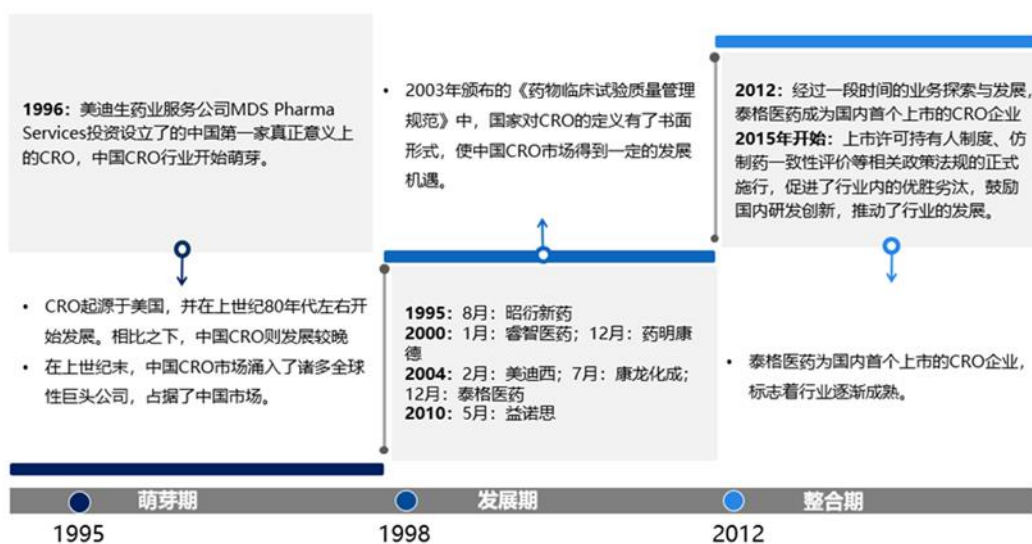 1996：美迪生药业服务公司MDS Pharma
Services投资设立了的中国第一家真正意义上
的CRO，中国CRO行业开始萌芽。
• CRO起源于美国，并在上世纪80年代左右开
始发展。相比之下，中国CRO则发展较晚
• 在上世纪末，中国CRO市场涌入了诸多全球
性巨头公司，占据了中国市场。
• 2003年颁布的《药物临床试验质量管理
规范》中，国家对CRO的定义有了书面
形式，使中国CRO市场得到一定的发展
机遇。
1995：8月：昭衍新药
2000：1月：睿智医药；12月：药明康
德
2004：2月：美迪西；7月：康龙化成；
12月：泰格医药
2010：5月：益诺思
2012：经过一段时间的业务探索与发展，
泰格医药成为国内首个上市的CRO企业
2015年开始：上市许可持有人制度、仿
制药一致性评价等相关政策法规的正式
施行，促进了行业内的优胜劣汰，鼓励
国内研发创新，推动了行业的发展。
• 泰格医药为国内首个上市的CRO企业，
标志着行业逐渐成熟。
萌芽期 发展期 整合期
1995 1998 2012